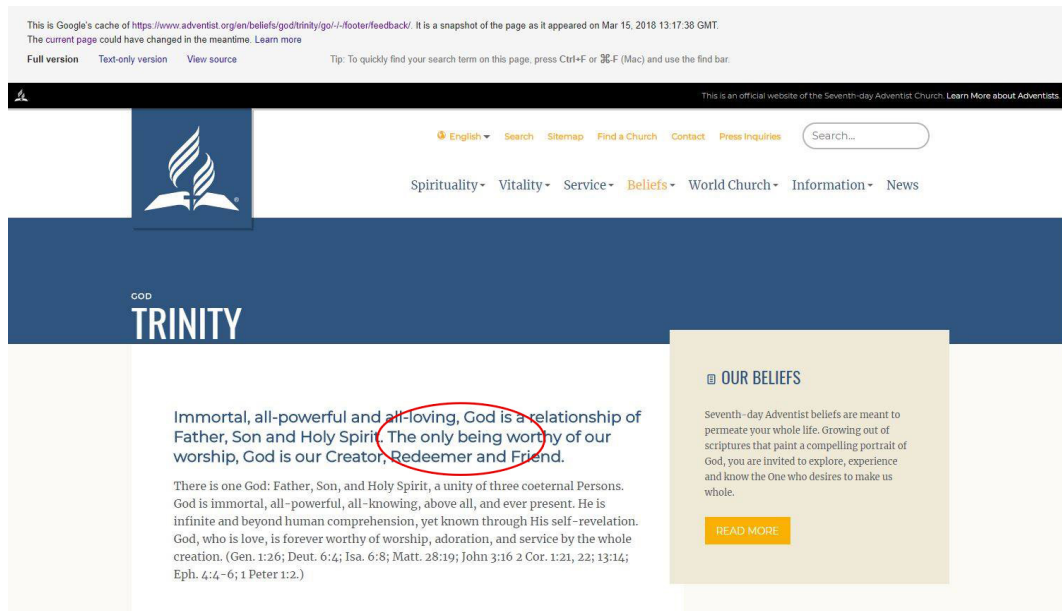 This is Google's cache of https://www.adventist.org/en/beliefs/god/trinity/go/-/-/footer/feedback/. It is a snapshot of the page as it appeared on Mar 15, 2018 13:17:38 GMT.
The current page could have changed in the meantime. Learn more
Full version Text-only version View source Tip: To quickly find your search term on this page, press Ctrl+F or ⌘-F (Mac) and use the find bar.
This is an official website of the Seventh-day Adventist Church. Learn More about Adventists
English Search Sitemap Find a Church Contact Press Inquiries Search...
Spirituality Vitality Service Beliefs World Church Information News
GOD
TRINITY
Immortal, all-powerful and all-loving, God is a relationship of
Father, Son and Holy Spirit. The only being worthy of our
worship, God is our Creator, Redeemer and Friend.
There is one God: Father, Son, and Holy Spirit, a unity of three coeternal Persons.
God is immortal, all-powerful, all-knowing, above all, and ever present. He is
infinite and beyond human comprehension, yet known through His self-revelation.
God, who is love, is forever worthy of worship, adoration, and service by the whole
creation. (Gen. 1:26; Deut. 6:4; Isa. 6:8; Matt. 28:19; John 3:16 2 Cor. 1:21, 22; 13:14;
Eph. 4:4-6; 1 Peter 1:2.)
OUR BELIEFS
Seventh-day Adventist beliefs are meant to
permeate your whole life. Growing out of
scriptures that paint a compelling portrait of
God, you are invited to explore, experience
and know the One who desires to make us
whole.
READ MORE